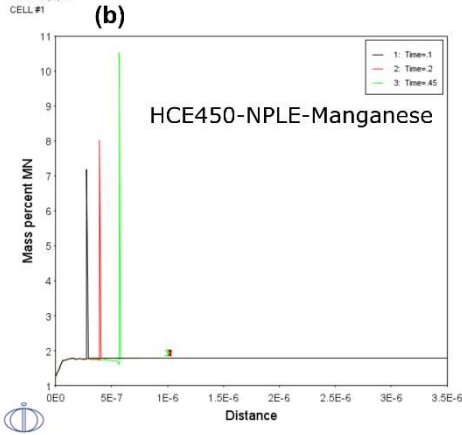 CELL #1
(b)
1: Time=.1
2: Time=.2
3: Time=.45
HCE450-NPLE-Manganese
Mass percent MN
11
10
9
8
7
6
5
4
3
2
1
0E0
5E-7
1E-6
1.5E-6
2E-6
2.5E-6
3E-6
3.5E-6
Distance